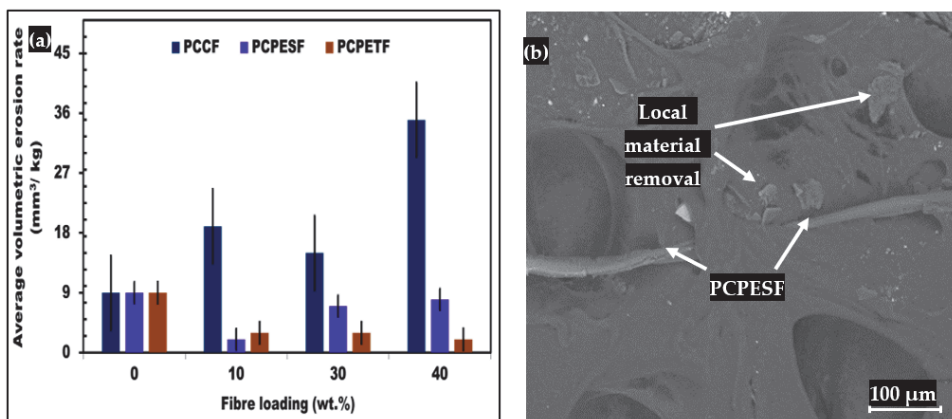 (a)
PCCF PCPESF PCPETF
Average volumetric erosion rate
(mm³/ kg)
45
36
27
18
9
0
0 10 30 40
Fibre loading (wt.%)
(b)
Local
material
removal
PCPESF
100 µm